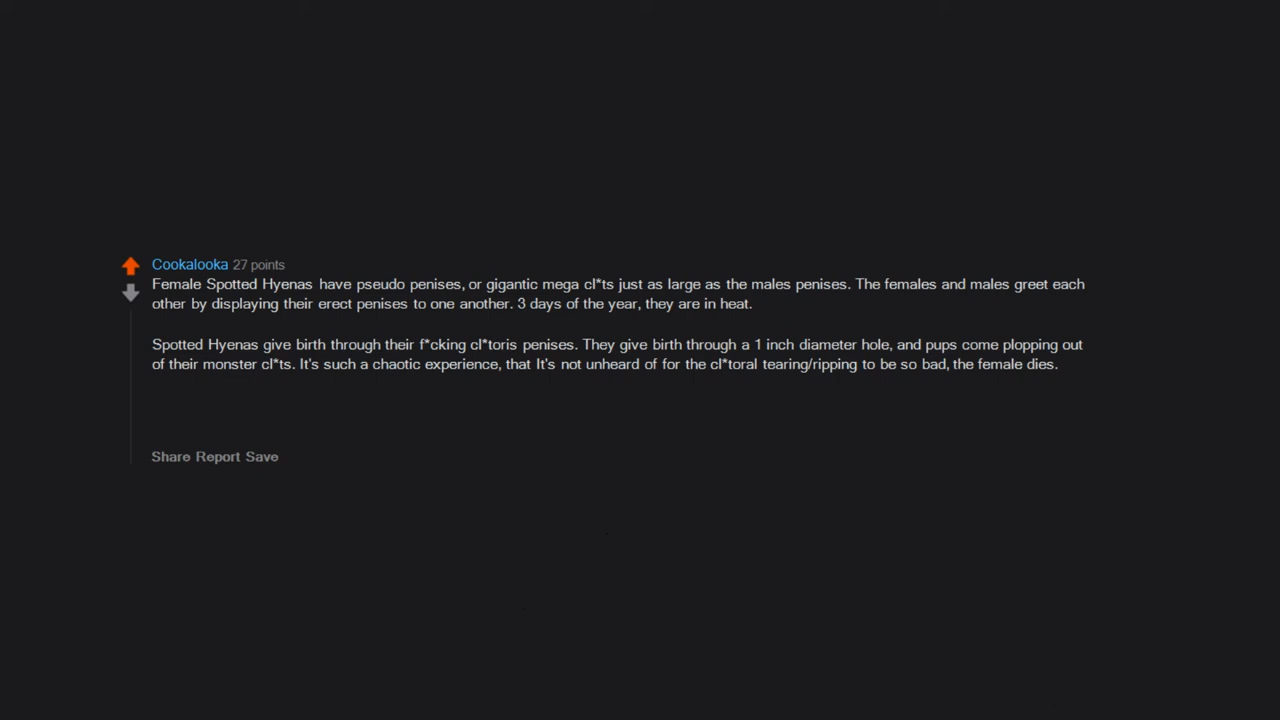 Cookalooka 27 points
Female Spotted Hyenas have pseudo penises, or gigantic mega cl*ts just as large as the males penises. The females and males greet each
other by displaying their erect penises to one another. 3 days of the year, they are in heat.
Spotted Hyenas give birth through their f*cking cl*toris penises. They give birth through a 1 inch diameter hole, and pups come plopping out
of their monster cl*ts. It's such a chaotic experience, that It's not unheard of for the cl*toral tearing/ripping to be so bad, the female dies.
Share Report Save